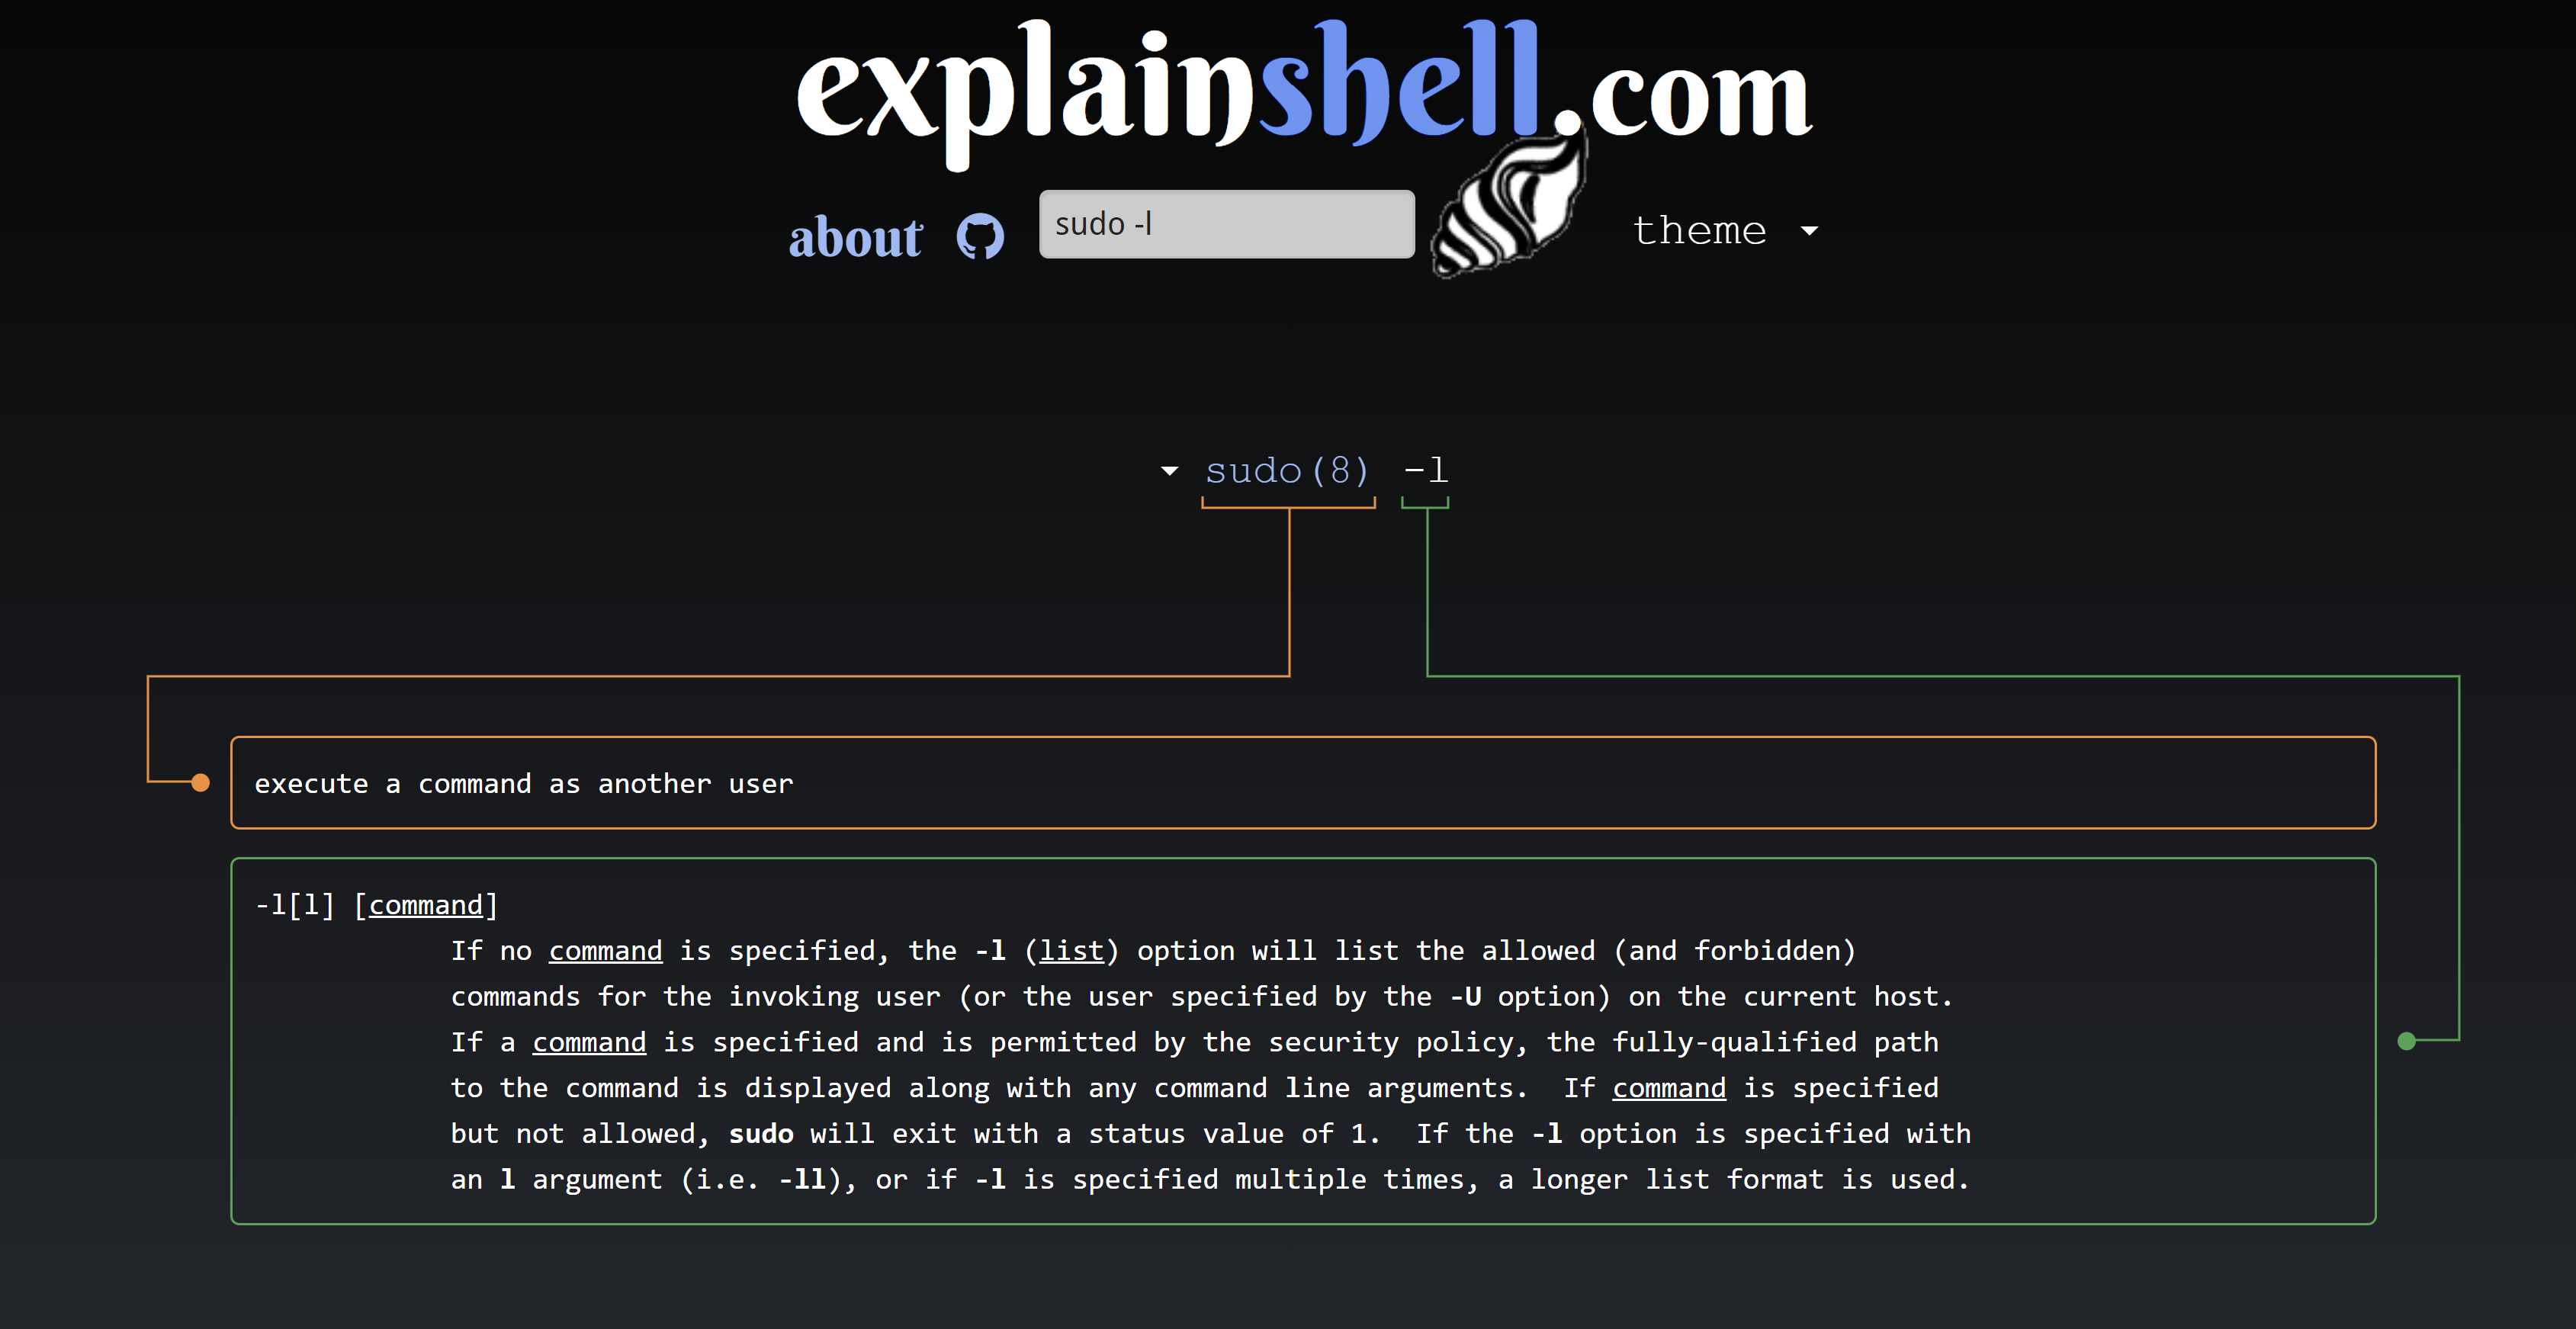 explainshell.com
about
sudo -l
theme
sudo(8) -l
execute a command as another user
-l[l] [command]
If no command is specified, the -l (list) option will list the allowed (and forbidden)
commands for the invoking user (or the user specified by the -U option) on the current host.
If a command is specified and is permitted by the security policy, the fully-qualified path
to the command is displayed along with any command line arguments.  If command is specified
but not allowed, sudo will exit with a status value of 1.  If the -l option is specified with
an l argument (i.e. -ll), or if -l is specified multiple times, a longer list format is used.